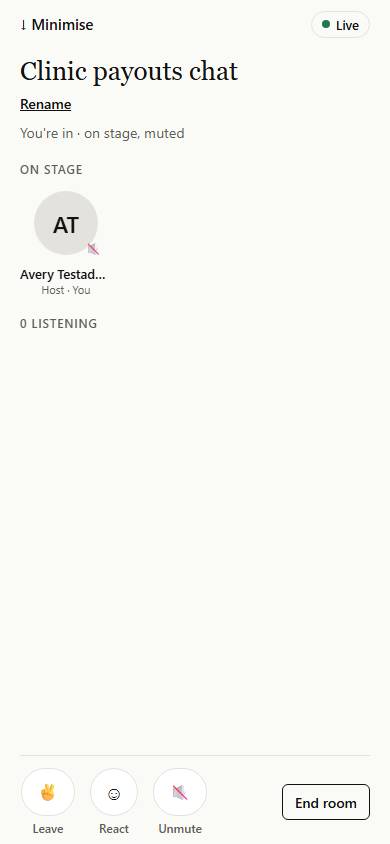 ↓ Minimise
Live
Clinic payouts chat
Rename
You're in · on stage, muted
ON STAGE
AT
Avery Testad...
Host · You
0 LISTENING
Leave
React
Unmute
End room